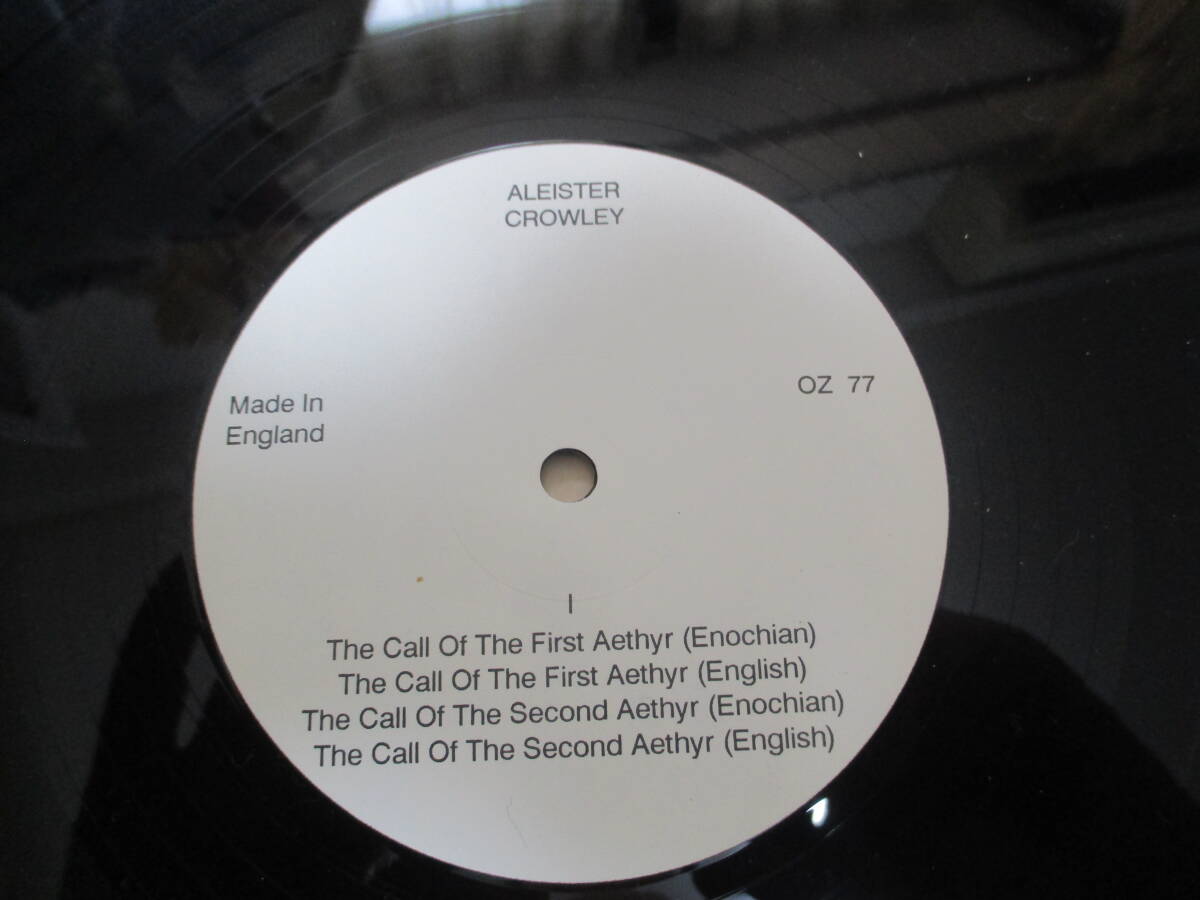 ALEISTER
CROWLEY
OZ 77
Made In
England
I
The Call Of The First Aethyr (Enochian)
The Call Of The First Aethyr (English)
The Call Of The Second Aethyr (Enochian)
The Call Of The Second Aethyr (English)